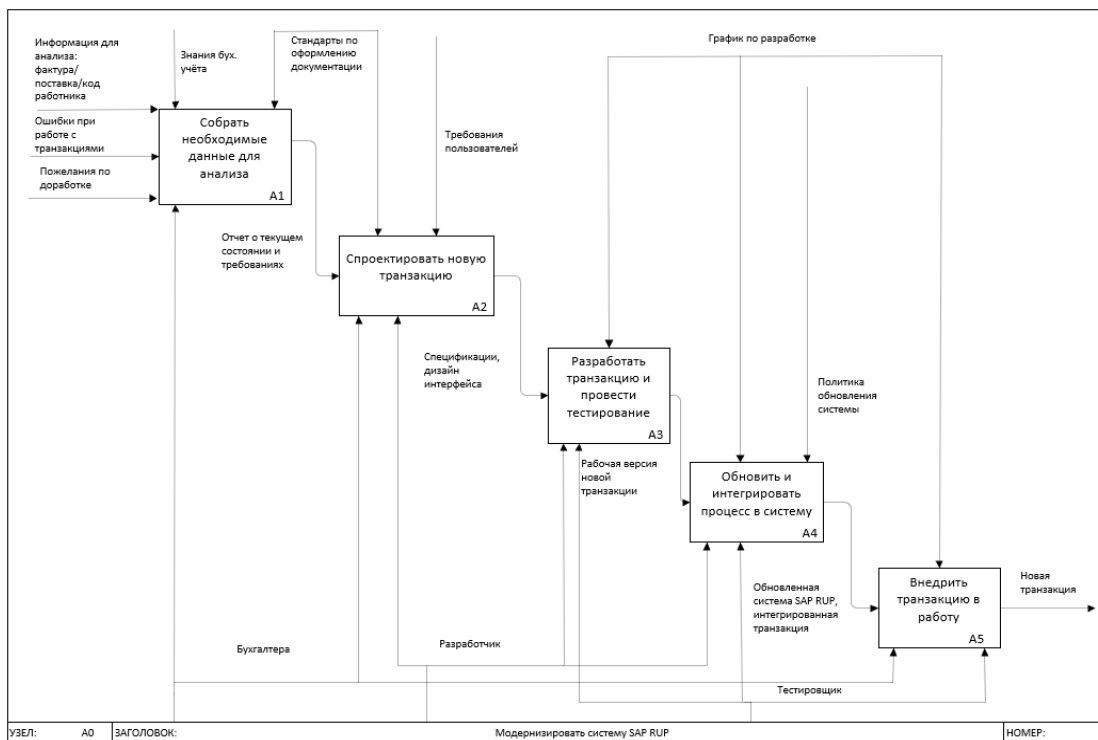 Информация для
анализа:
фактура/
поставка/код
работника
Знания бух.
учёта
Стандарты по
оформлению
документации
График по разработке
Ошибки при
работе с
транзакциями
Пожелания по
доработке
Собрать
необходимые
данные для
анализа
A1
Требования
пользователей
Отчет о текущем
состоянии и
требованиях
Спроектировать новую
транзакцию
A2
Спецификации,
дизайн
интерфейса
Разработать
транзакцию и
провести
тестирование
A3
Политика
обновления
системы
Рабочая версия
новой
транзакции
Обновить и
интегрировать
процесс в систему
A4
Обновленная
система SAP RUP,
интегрированная
транзакция
Внедрить
транзакцию в
работу
A5
Новая
транзакция
Бухгалтера
Разработчик
Тестировщик
УЗЕЛ: A0 ЗАГОЛОВОК: Модернизировать систему SAP RUP НОМЕР: